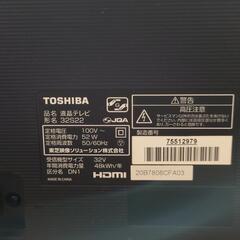 TOSHIBA
品名 液晶テレビ
形名 32S22
JQA
定格電圧 100V～
定格消費電力 52W
定格周波数 50/60Hz
東芝映像ソリューション株式会社
受信機型サイズ 32V
年間消費電力量 48kWh/年
区分名 DN1
HDMI
MADE IN CHINA
警告
高圧注意
製造番号
75512979
20B7808CFA03